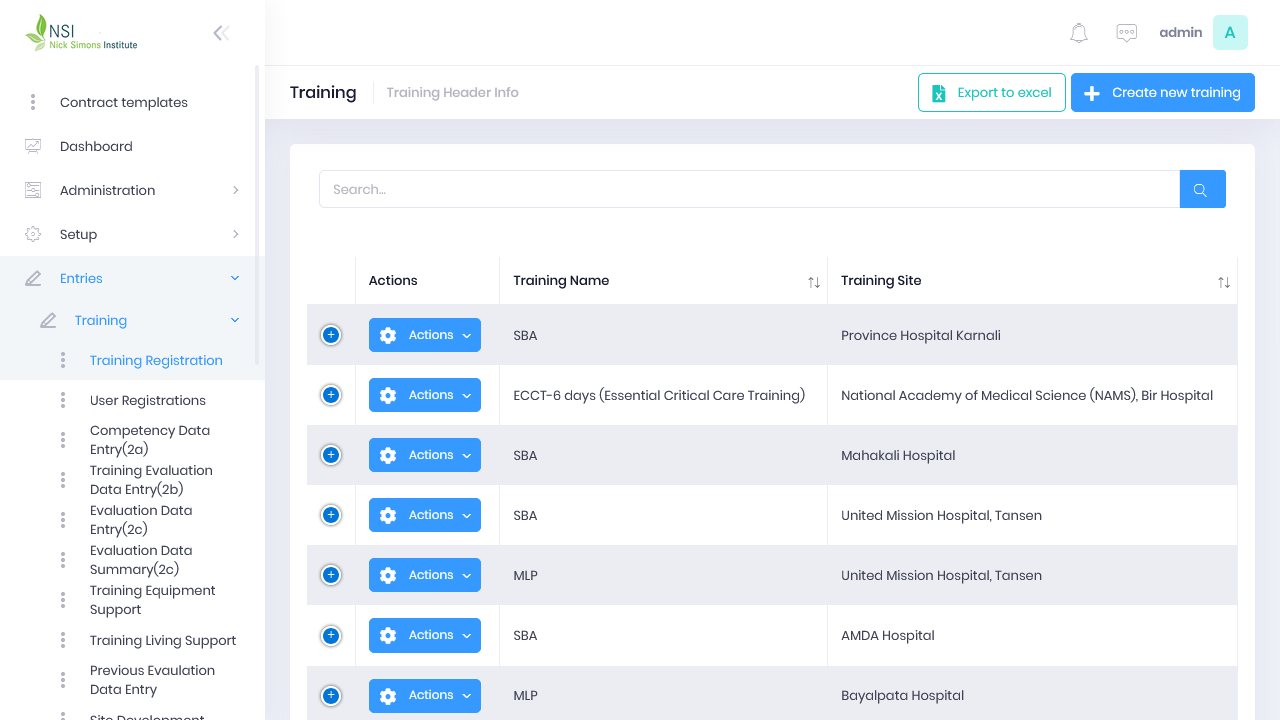 NSI
Nick Simons Institute
admin
A
Training
Training Header Info
Export to excel
Create new training
Contract templates
Dashboard
Administration
Setup
Entries
Training
Training Registration
User Registrations
Competency Data
Entry(2a)
Training Evaluation
Data Entry(2b)
Evaluation Data
Entry(2c)
Evaluation Data
Summary(2c)
Training Equipment
Support
Training Living Support
Previous Evaulation
Data Entry
Site Development
Search...
Actions Training Name Training Site
Actions SBA Province Hospital Karnali
Actions ECCT-6 days (Essential Critical Care Training) National Academy of Medical Science (NAMS), Bir Hospital
Actions SBA Mahakali Hospital
Actions SBA United Mission Hospital, Tansen
Actions MLP United Mission Hospital, Tansen
Actions SBA AMDA Hospital
Actions MLP Bayalpata Hospital